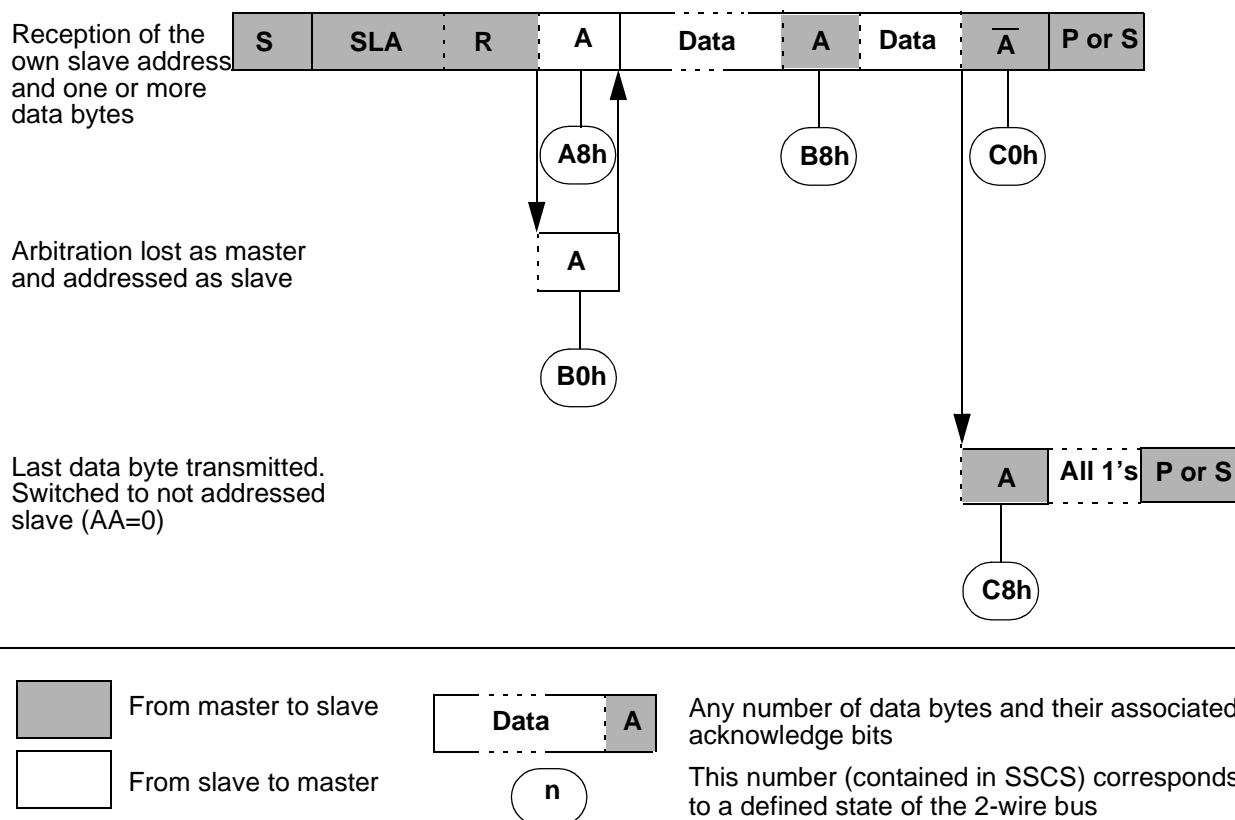 Reception of the
own slave address
and one or more
data bytes
S SLA R A Data A Data A P or S
A8h B8h C0h
Arbitration lost as master
and addressed as slave
A
B0h
Last data byte transmitted.
Switched to not addressed
slave (AA=0)
A All 1's P or S
C8h
From master to slave
Data A
Any number of data bytes and their associated
acknowledge bits
From slave to master
n
This number (contained in SSCS) corresponds
to a defined state of the 2-wire bus